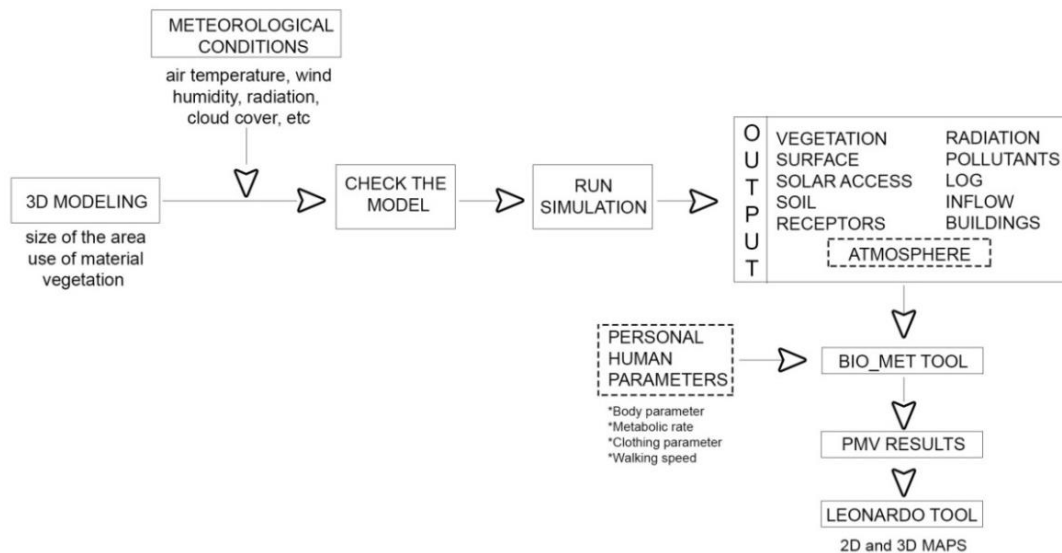 METEOROLOGICAL
CONDITIONS
air temperature, wind
humidity, radiation,
cloud cover, etc
3D MODELING
size of the area
use of material
vegetation
CHECK THE
MODEL
RUN
SIMULATION
OUTPUT
VEGETATION
SURFACE
SOLAR ACCESS
SOIL
RECEPTORS
RADIATION
POLLUTANTS
LOG
INFLOW
BUILDINGS
ATMOSPHERE
PERSONAL
HUMAN
PARAMETERS
*Body parameter
*Metabolic rate
*Clothing parameter
*Walking speed
BIO_MET TOOL
PMV RESULTS
LEONARDO TOOL
2D and 3D MAPS